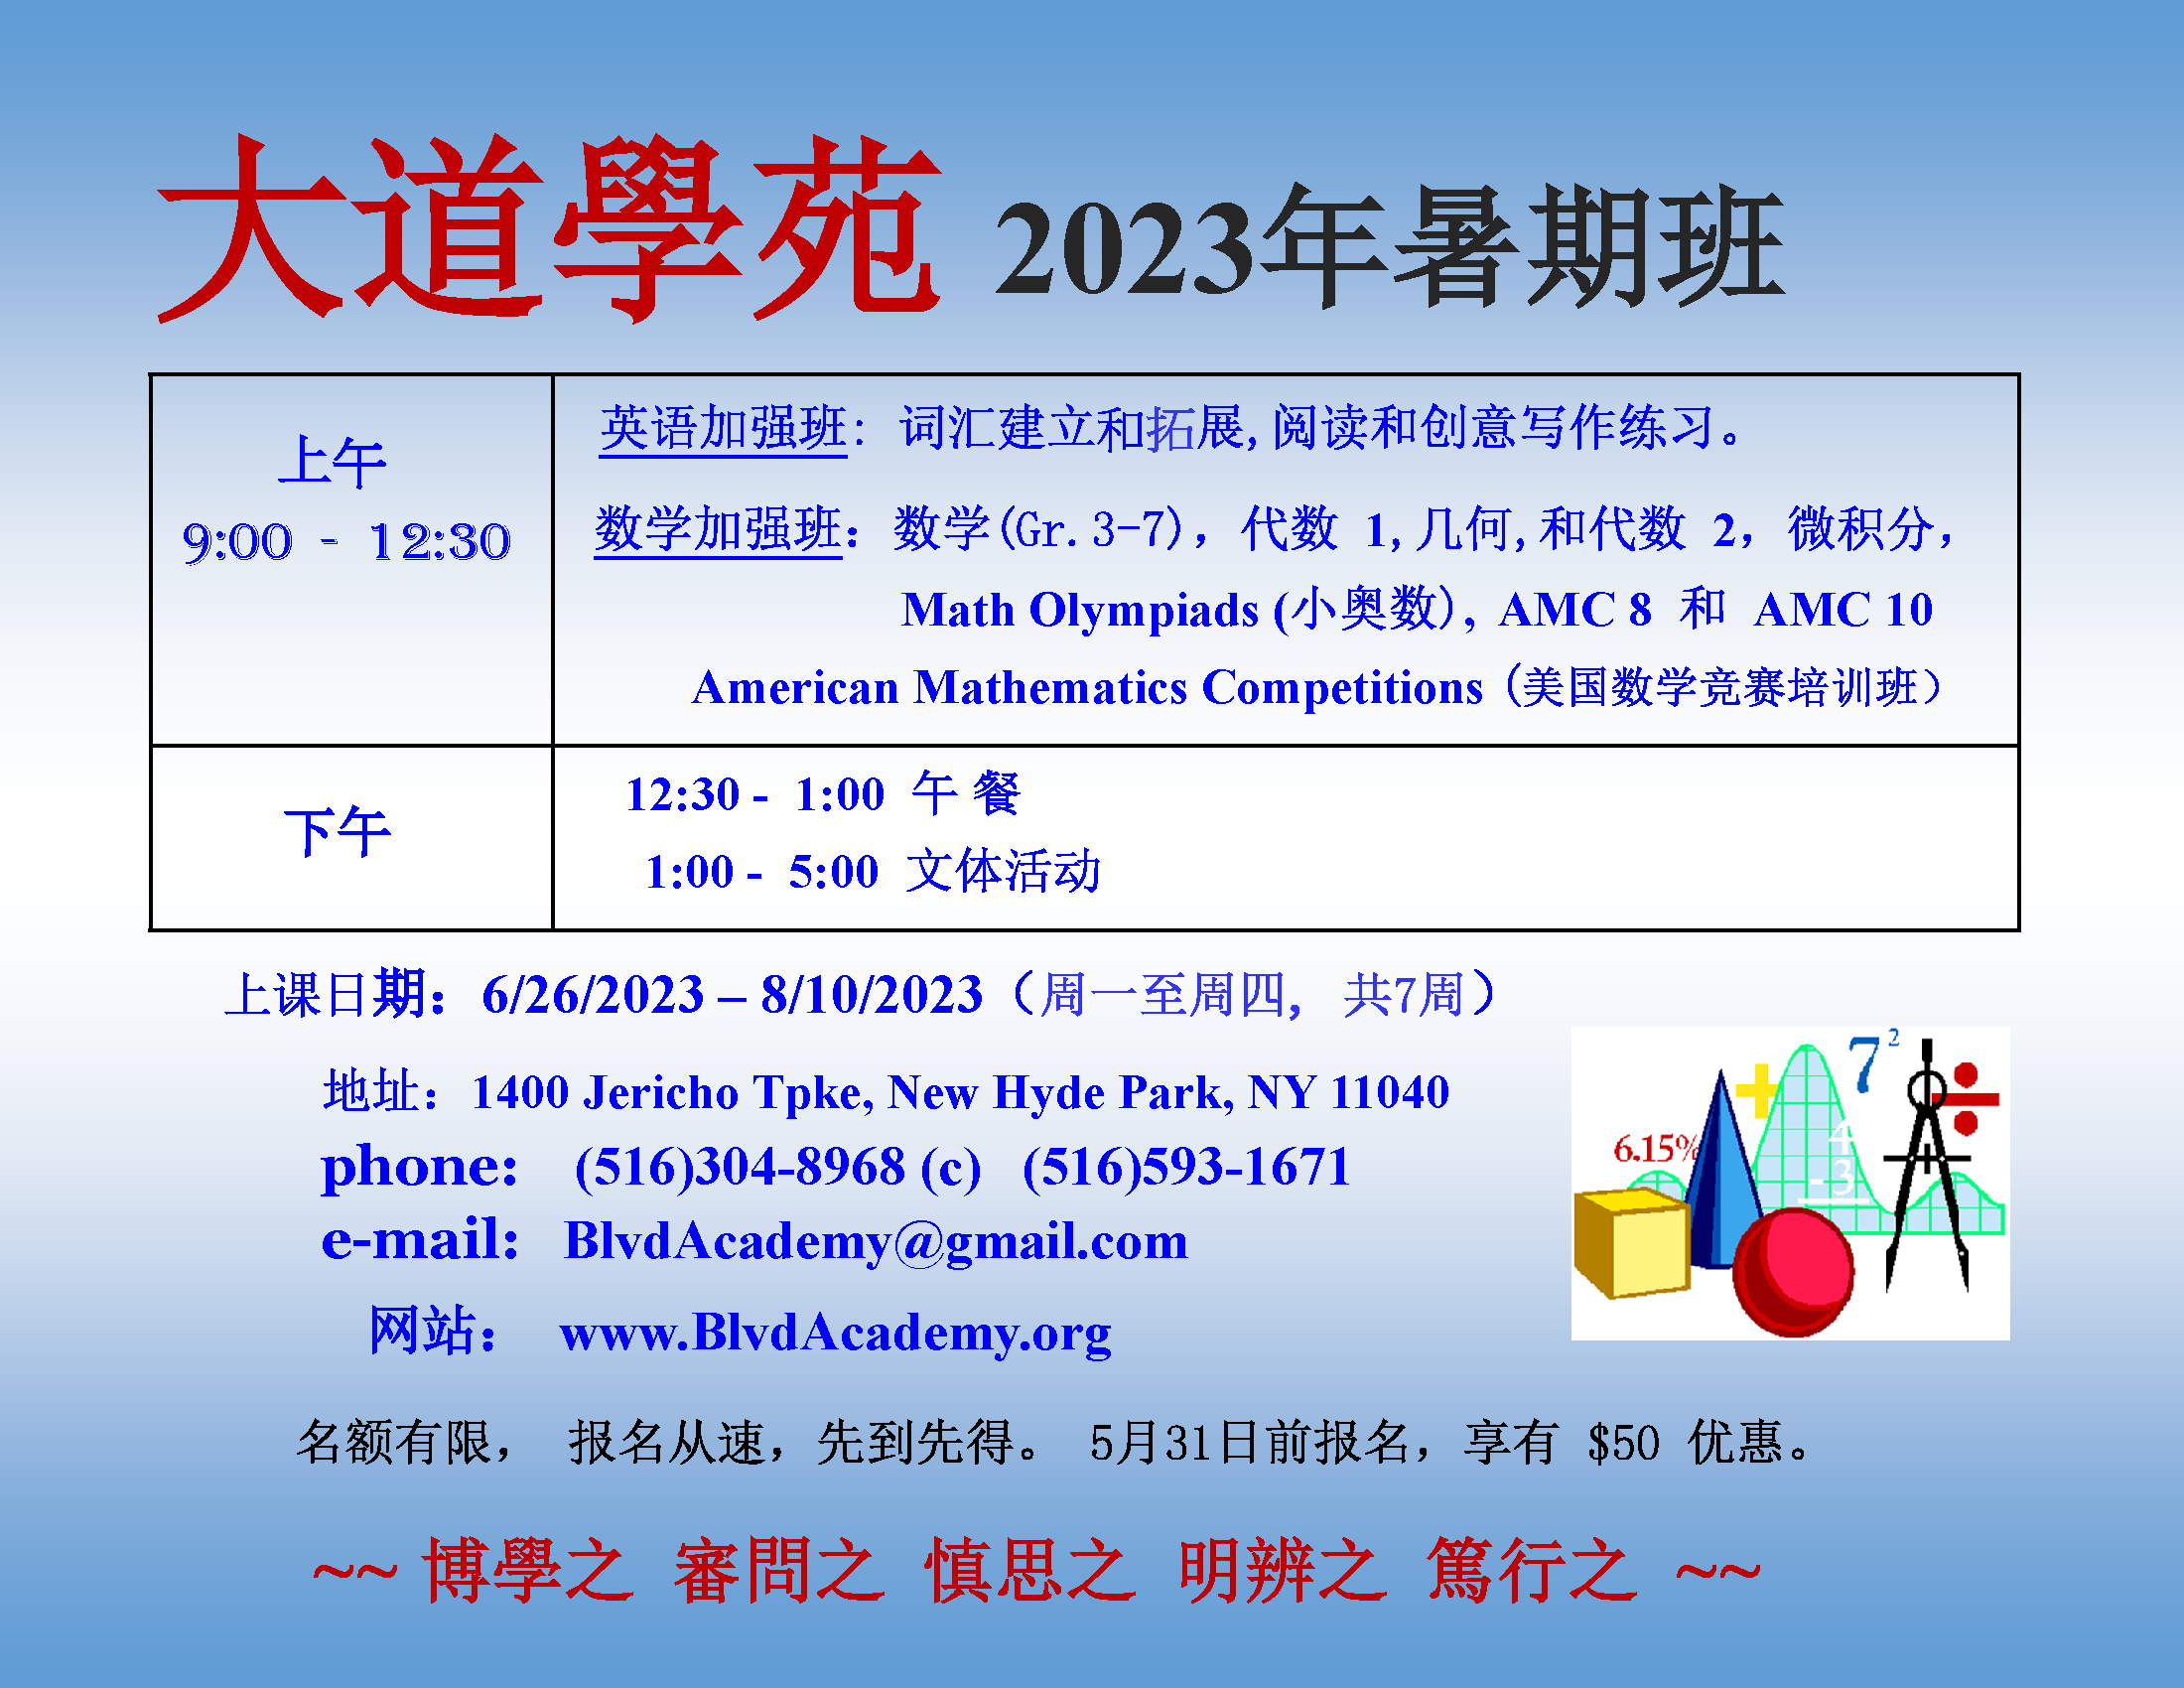 大道學苑 2023年暑期班
上午
9:00 - 12:30
英语加强班: 词汇建立和拓展,阅读和创意写作练习。
数学加强班：数学(Gr.3-7)，代数 1,几何,和代数 2，微积分，
Math Olympiads (小奥数), AMC 8 和 AMC 10
American Mathematics Competitions (美国数学竞赛培训班）
下午
12:30 - 1:00 午 餐
1:00 - 5:00 文体活动
上课日期：6/26/2023 – 8/10/2023（周一至周四，共7周）
地址：1400 Jericho Tpke, New Hyde Park, NY 11040
phone: (516)304-8968 (c) (516)593-1671
e-mail: BlvdAcademy@gmail.com
网站： www.BlvdAcademy.org
7²
6.15%
4
-3
名额有限， 报名从速，先到先得。 5月31日前报名，享有 $50 优惠。
~~ 博學之 審問之 慎思之 明辨之 篤行之 ~~